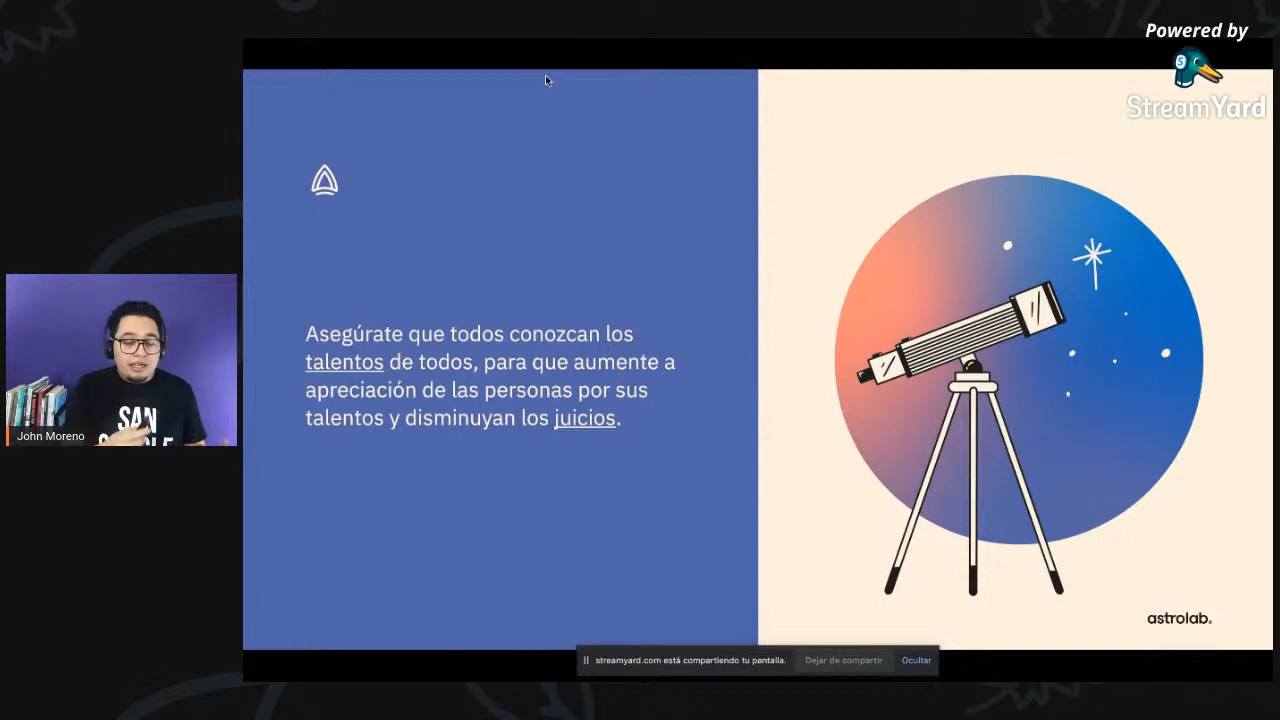 Powered by
StreamYard
Asegúrate que todos conozcan los
talentos de todos, para que aumente a
apreciación de las personas por sus
talentos y disminuyan los juicios.
SAN
John Moreno
astrolab.
streamyard.com está compartiendo tu pantalla.
Dejar de compartir
Ocultar